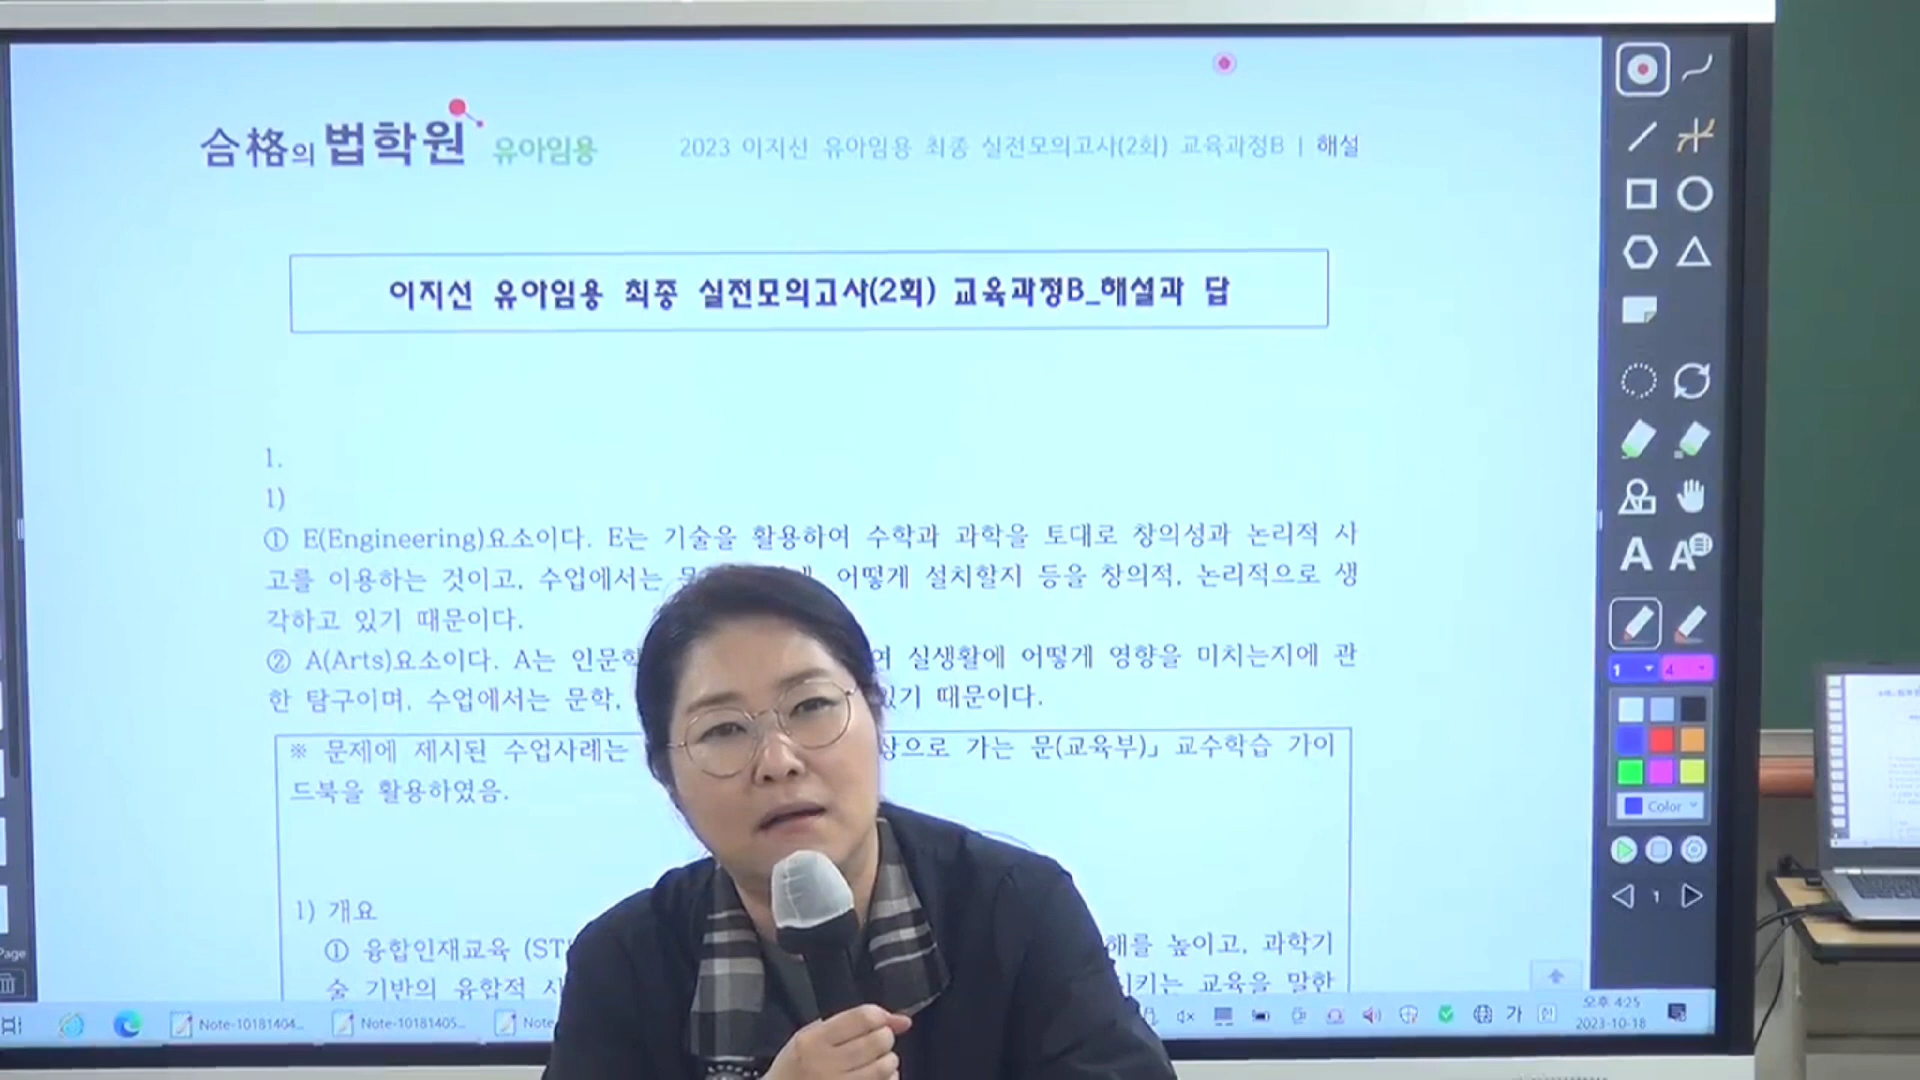 合格의 법학원 유아임용
2023 이지선 유아임용 최종 실전모의고사(2회) 교육과정B | 해설
이지선 유아임용 최종 실전모의고사(2회) 교육과정B_해설과 답
1.
1)
① E(Engineering)요소이다. E는 기술을 활용하여 수학과 과학을 토대로 창의성과 논리적 사
고를 이용하는 것이고, 수업에서는 어떻게 설치할지 등을 창의적, 논리적으로 생
각하고 있기 때문이다.
② A(Arts)요소이다. A는 인문학 실생활에 어떻게 영향을 미치는지에 관
한 탐구이며, 수업에서는 문학, 있기 때문이다.
※ 문제에 제시된 수업사례는 상으로 가는 문(교육부)」 교수학습 가이
드북을 활용하였음.
1) 개요
① 융합인재교육 (ST 해를 높이고, 과학기
술 기반의 융합적 시키는 교육을 말한
A
A
1
4
Color
1
Page
Note-10181404...
Note-10181405...
Note
가
오후 4:25
2023-10-18